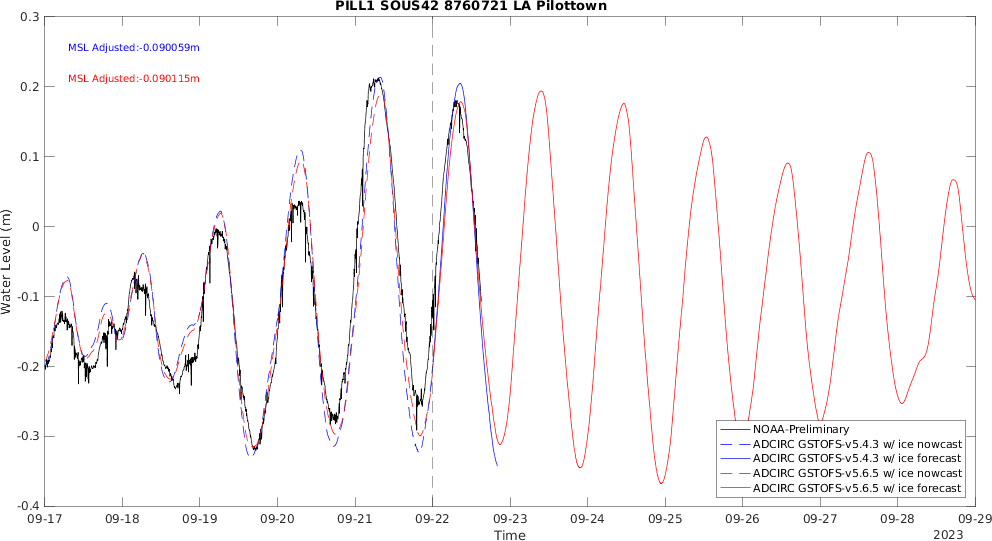 PILL1 SOUS42 8760721 LA Pilottown
MSL Adjusted:-0.090059m
MSL Adjusted:-0.090115m
Water Level (m)
0.3
0.2
0.1
0
-0.1
-0.2
-0.3
-0.4
NOAA-Preliminary
ADCIRC GSTOFS-v5.4.3 w/ ice nowcast
ADCIRC GSTOFS-v5.4.3 w/ ice forecast
ADCIRC GSTOFS-v5.6.5 w/ ice nowcast
ADCIRC GSTOFS-v5.6.5 w/ ice forecast
09-17 09-18 09-19 09-20 09-21 09-22 09-23 09-24 09-25 09-26 09-27 09-28 09-29
Time
2023